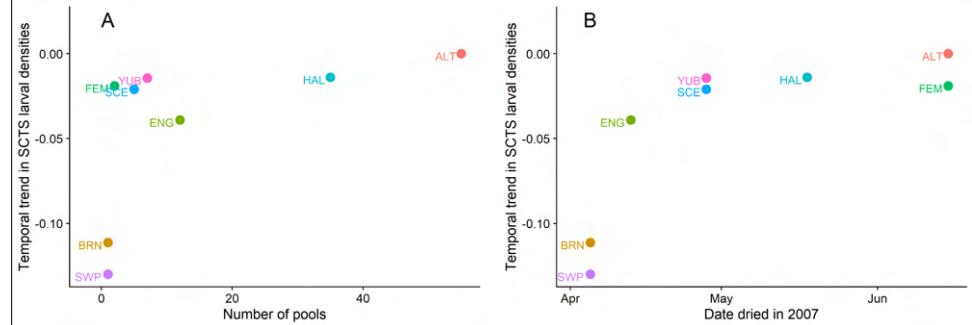 A
Temporal trend in SCTS larval densities
0.00
-0.05
-0.10
ALT
HAL
YUB
FEM
SCE
ENG
BRN
SWP
0 20 40
Number of pools
B
Temporal trend in SCTS larval densities
0.00
-0.05
-0.10
ALT
YUB HAL
FEM
SCE
ENG
BRN
SWP
Apr May Jun
Date dried in 2007